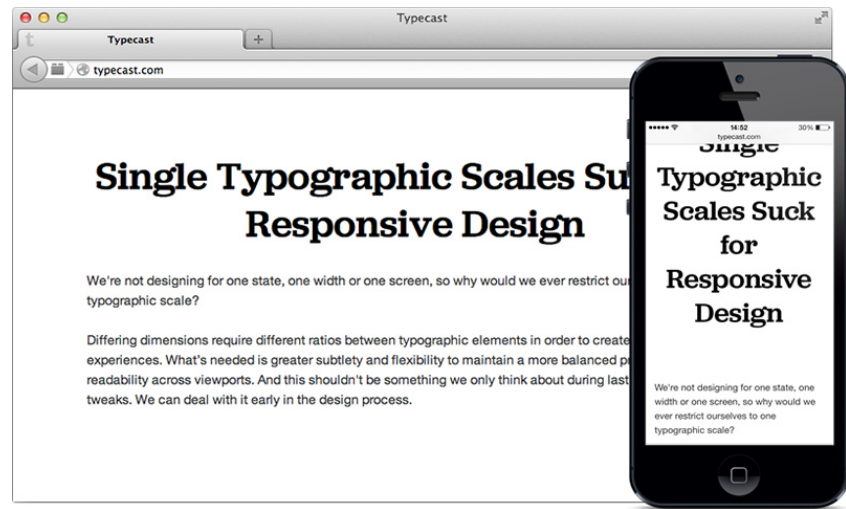 Typecast
t
Typecast
typecast.com
Single Typographic Scales Su
Responsive Design
We're not designing for one state, one width or one screen, so why would we ever restrict ou
typographic scale?
Differing dimensions require different ratios between typographic elements in order to create
experiences. What's needed is greater subtlety and flexibility to maintain a more balanced p
readability across viewports. And this shouldn't be something we only think about during last
tweaks. We can deal with it early in the design process.
14:52
30%
typecast.com
Single
Typographic
Scales Suck
for
Responsive
Design
We're not designing for one state, one
width or one screen, so why would we
ever restrict ourselves to one
typographic scale?